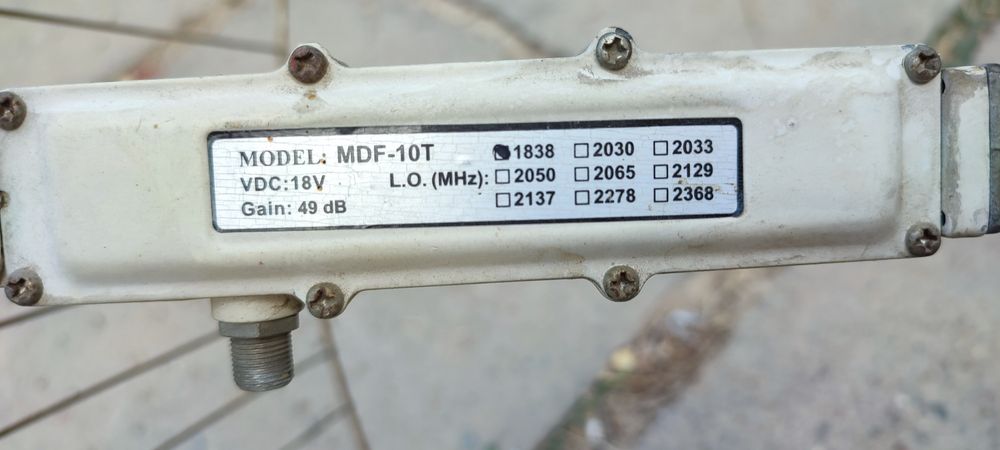 MODEL: MDF-10T
VDC:18V
Gain: 49 dB
L.O. (MHz):
1838 2030 2033
2050 2065 2129
2137 2278 2368